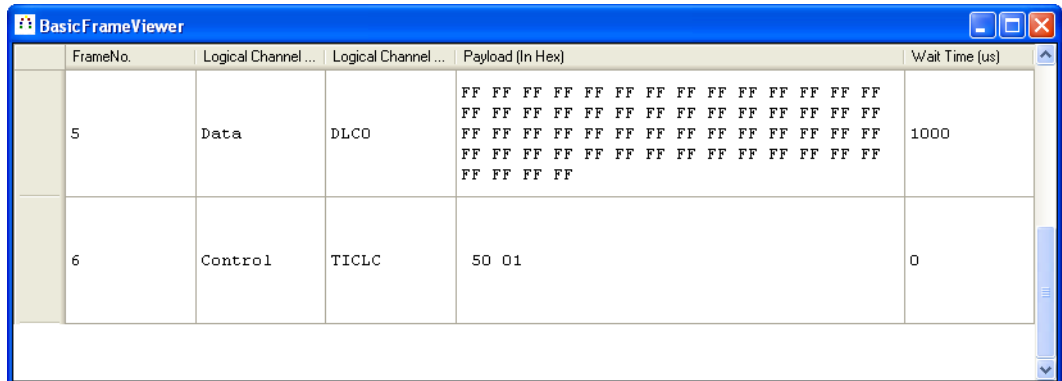 BasicFrameViewer
FrameNo. Logical Channel ... Logical Channel ... Payload (In Hex) Wait Time (us)
FF FF FF FF FF FF FF FF FF FF FF FF FF FF
FF FF FF FF FF FF FF FF FF FF FF FF FF FF
5 Data DLC0 FF FF FF FF FF FF FF FF FF FF FF FF FF FF 1000
FF FF FF FF FF FF FF FF FF FF FF FF FF FF
FF FF FF FF
6 Control TICLC 50 01 0